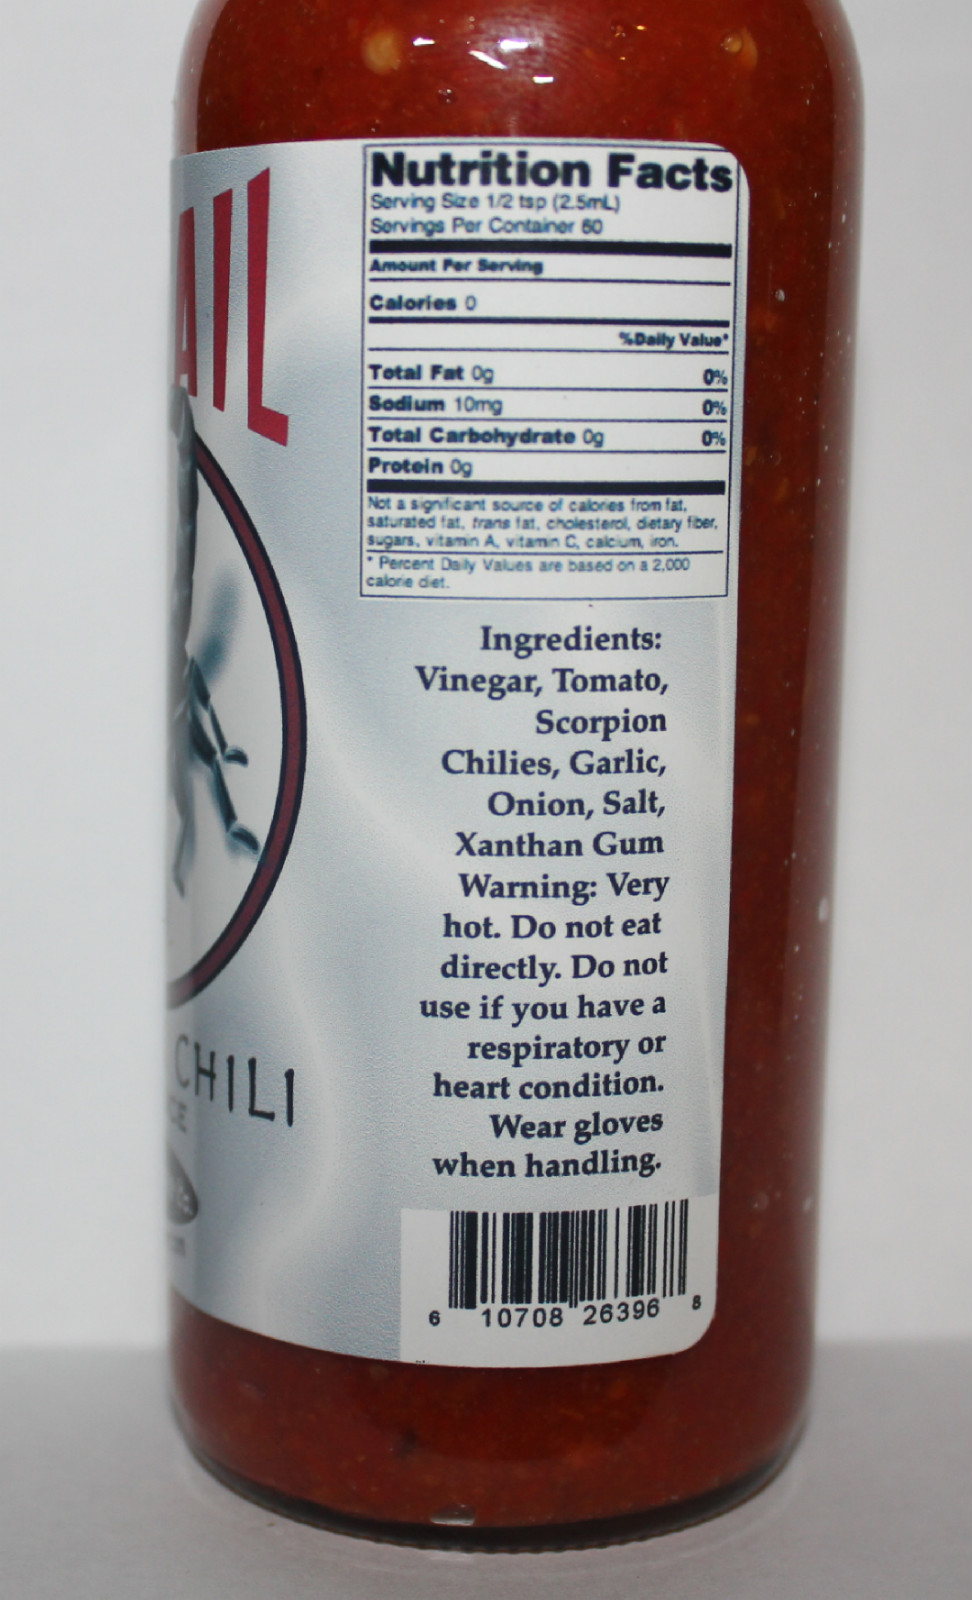 AIL
Nutrition Facts
Serving Size 1/2 tsp (2.5mL)
Servings Per Container 60
Amount Per Serving
Calories 0
%Daily Value*
Total Fat 0g 0%
Sodium 10mg 0%
Total Carbohydrate 0g 0%
Protein 0g
Not a significant source of calories from fat,
saturated fat, trans fat, cholesterol, dietary fiber,
sugars, vitamin A, vitamin C, calcium, iron.
* Percent Daily Values are based on a 2,000
calorie diet.
Ingredients:
Vinegar, Tomato,
Scorpion
Chilies, Garlic,
Onion, Salt,
Xanthan Gum
Warning: Very
hot. Do not eat
directly. Do not
use if you have a
respiratory or
heart condition.
Wear gloves
when handling.
CHILI
CE
6 10708 26396 8